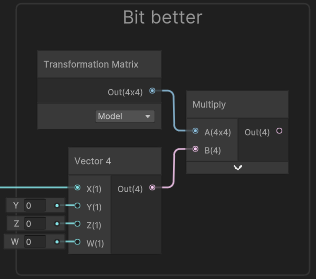 Bit better
Transformation Matrix
Out(4x4)
Model
Multiply
A(4x4) Out(4)
B(4)
Vector 4
X(1) Out(4)
Y 0 Y(1)
Z 0 Z(1)
W 0 W(1)